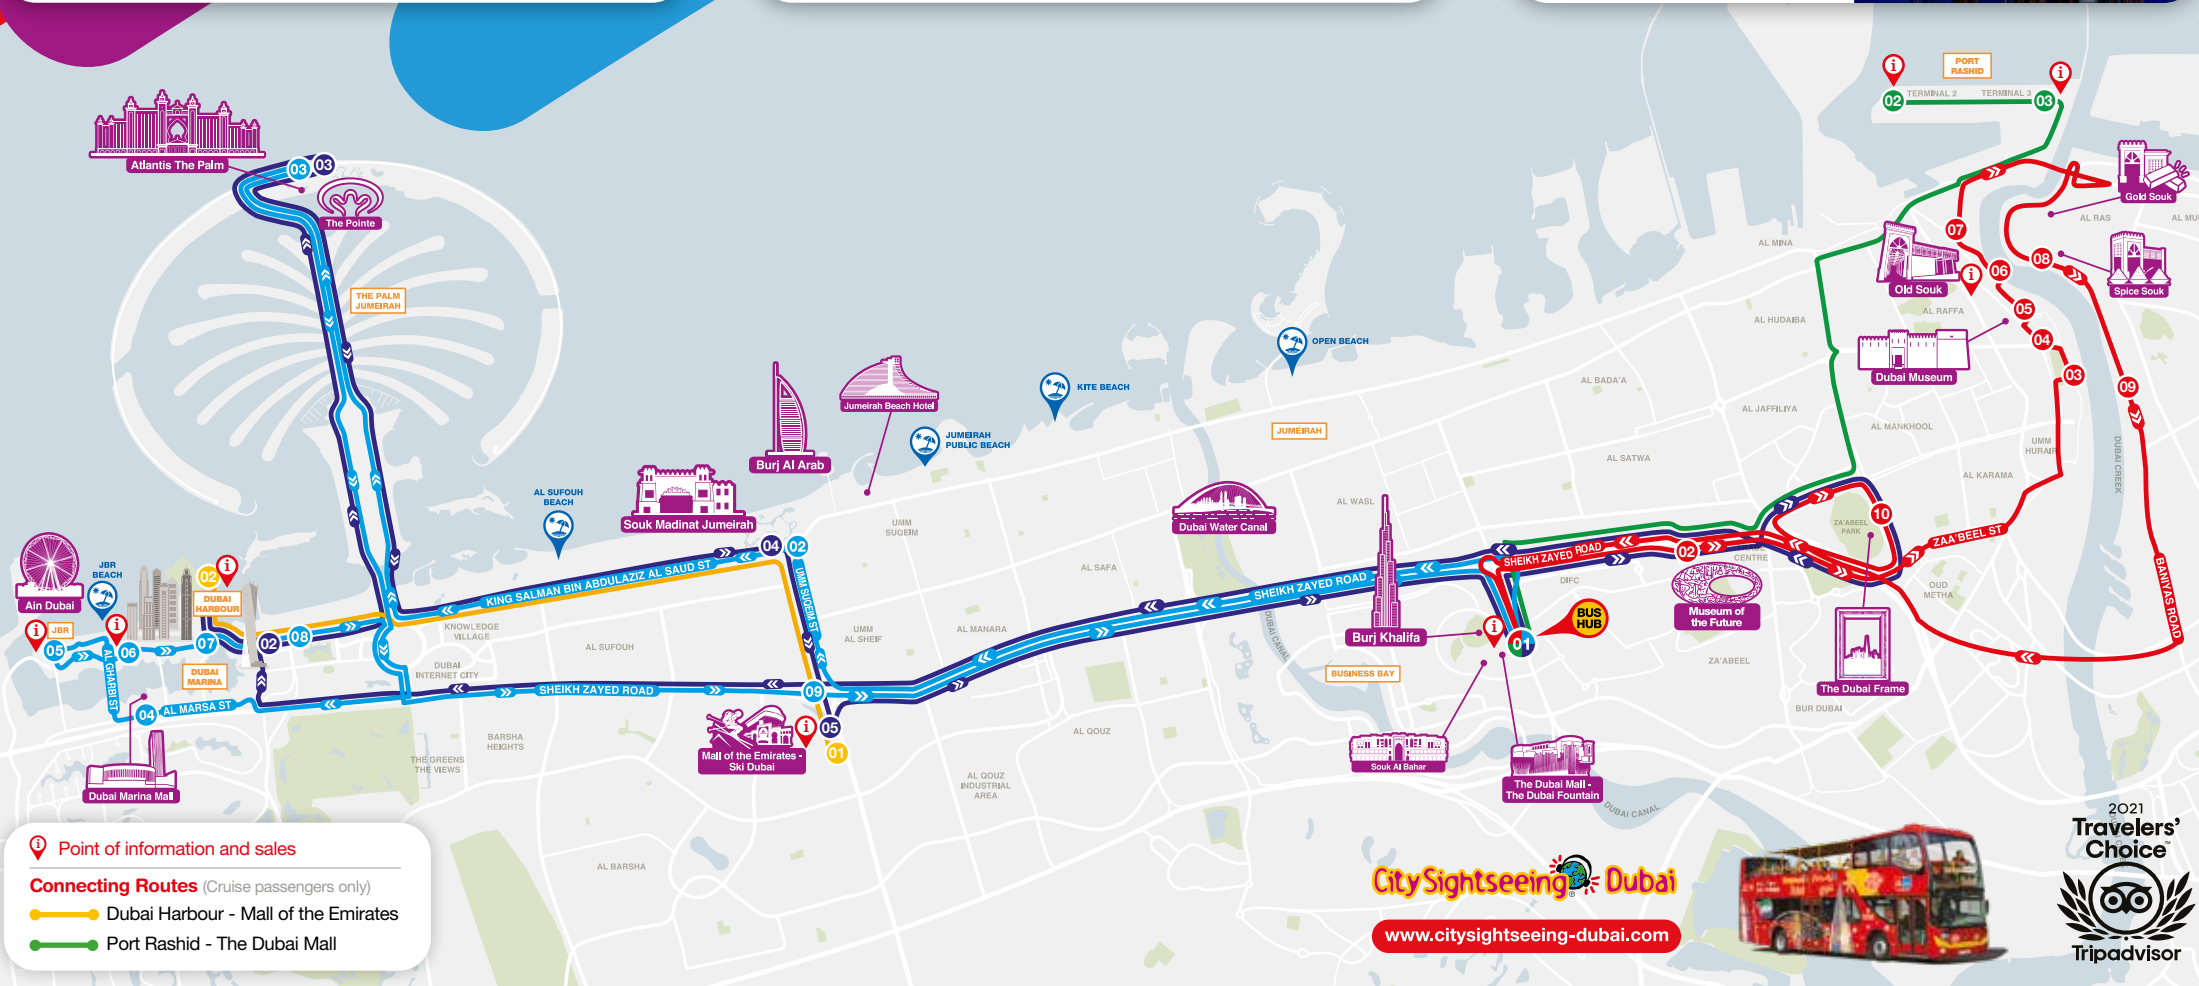 PORT
RASHID
02
TERMINAL 2
TERMINAL 3
03
Atlantis The Palm
03
03
The Pointe
THE PALM
JUMEIRAH
Gold Souk
AL RAS
07
AL MINA
08
06
Old Souk
Spice Souk
05
AL RAFFA
AL HUDAIBA
04
Dubai Museum
03
09
OPEN BEACH
KITE BEACH
Jumeirah Beach Hotel
AL BADA'A
AL JAFFILIYA
AL MANKHOOL
JUMEIRAH
JUMEIRAH
PUBLIC BEACH
UMM
HURAIR
DUBAI CREEK
Burj Al Arab
AL SATWA
AL KARAMA
AL SUFOUH
BEACH
Souk Madinat Jumeirah
UMM
SUQEIM
Dubai Water Canal
AL WASL
10
ZA'ABEEL
PARK
ZAA'BEEL ST
04
02
SHEIKH ZAYED ROAD
02
CENTRE
JBR
BEACH
AL SAFA
DIFC
Ain Dubai
02
DUBAI
HARBOUR
KING SALMAN BIN ABDULAZIZ AL SAUD ST
UMM SUQEIM ST
SHEIKH ZAYED ROAD
OUD
METHA
BANIYAS ROAD
Museum of
the Future
BUS
HUB
JBR
05
06
07
02
08
KNOWLEDGE
VILLAGE
UMM
AL SHEIF
AL MANARA
DUBAI CANAL
Burj Khalifa
01
AL SUFOUH
DUBAI
INTERNET CITY
DUBAI
MARINA
AL GHARBI ST
BUSINESS BAY
ZA'ABEEL
The Dubai Frame
04
AL MARSA ST
SHEIKH ZAYED ROAD
09
05
01
BUR DUBAI
BARSHA
HEIGHTS
AL QOUZ
Mall of the Emirates -
Ski Dubai
THE GREENS
THE VIEWS
Souk Al Bahar
Dubai Marina Mall
AL QOUZ
INDUSTRIAL
AREA
The Dubai Mall -
The Dubai Fountain
DUBAI CANAL
AL BARSHA
Point of information and sales
Connecting Routes (Cruise passengers only)
Dubai Harbour - Mall of the Emirates
Port Rashid - The Dubai Mall
City Sightseeing Dubai
www.citysightseeing-dubai.com
2021
Travelers'
Choice
Tripadvisor